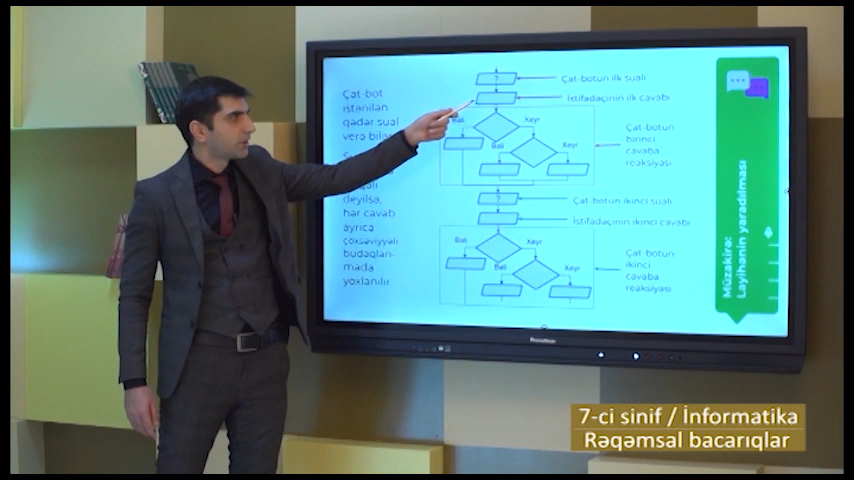 Çat-bot
istənilən
qədər sual
verə bilər
deyilsə,
hər cavab
ayrıca
çoxsəviyyəli
budaqlan-
mada
yoxlanılır
?
Çat-botun ilk sualı
İstifadəçinin ilk cavabı
Bəli
Xeyr
Bəli
Xeyr
Çat-botun
birinci
cavaba
reaksiyası
?
Çat-botun ikinci sualı
İstifadəçinin ikinci cavabı
Bəli
Xeyr
Bəli
Xeyr
Çat-botun
ikinci
cavaba
reaksiyası
Müzakirə:
Layihənin yaradılması
Promethean
7-ci sinif / İnformatika
Rəqəmsal bacarıqlar